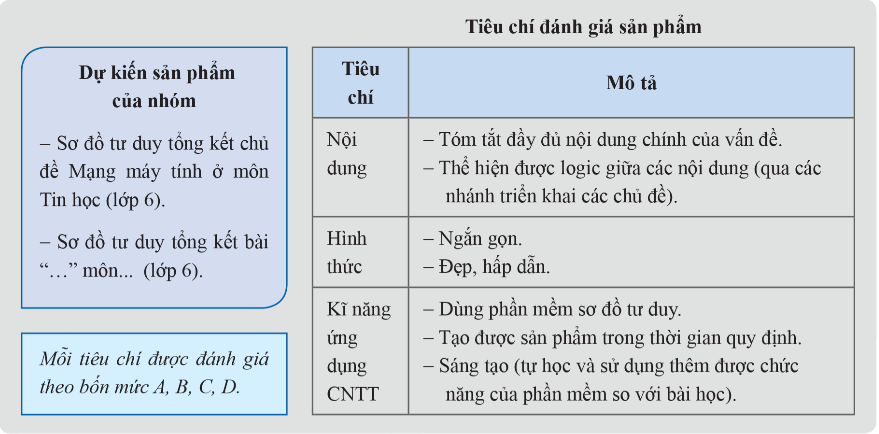 Tiêu chí đánh giá sản phẩm
Dự kiến sản phẩm
của nhóm
– Sơ đồ tư duy tổng kết chủ
đề Mạng máy tính ở môn
Tin học (lớp 6).
– Sơ đồ tư duy tổng kết bài
“…” môn... (lớp 6).
Mỗi tiêu chí được đánh giá
theo bốn mức A, B, C, D.
Tiêu
chí
Mô tả
Nội
dung
– Tóm tắt đầy đủ nội dung chính của vấn đề.
– Thể hiện được logic giữa các nội dung (qua các
nhánh triển khai các chủ đề).
Hình
thức
– Ngắn gọn.
– Đẹp, hấp dẫn.
Kĩ năng
ứng
dụng
CNTT
– Dùng phần mềm sơ đồ tư duy.
– Tạo được sản phẩm trong thời gian quy định.
– Sáng tạo (tự học và sử dụng thêm được chức
năng của phần mềm so với bài học).